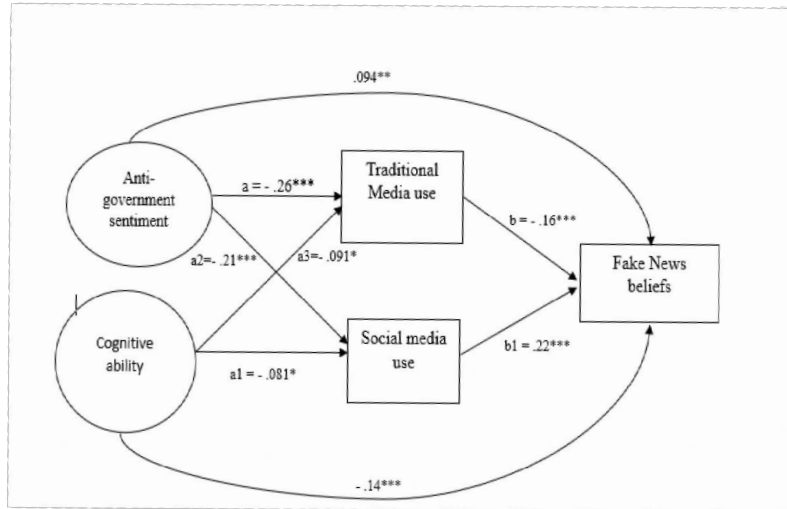 .094**
Anti-
government
sentiment
a = - .26***
Traditional
Media use
b = - .16***
a2=- .21***
a3=- .091*
Fake News
beliefs
Cognitive
ability
Social media
use
a1 = - .081*
b1 = .22***
- .14***